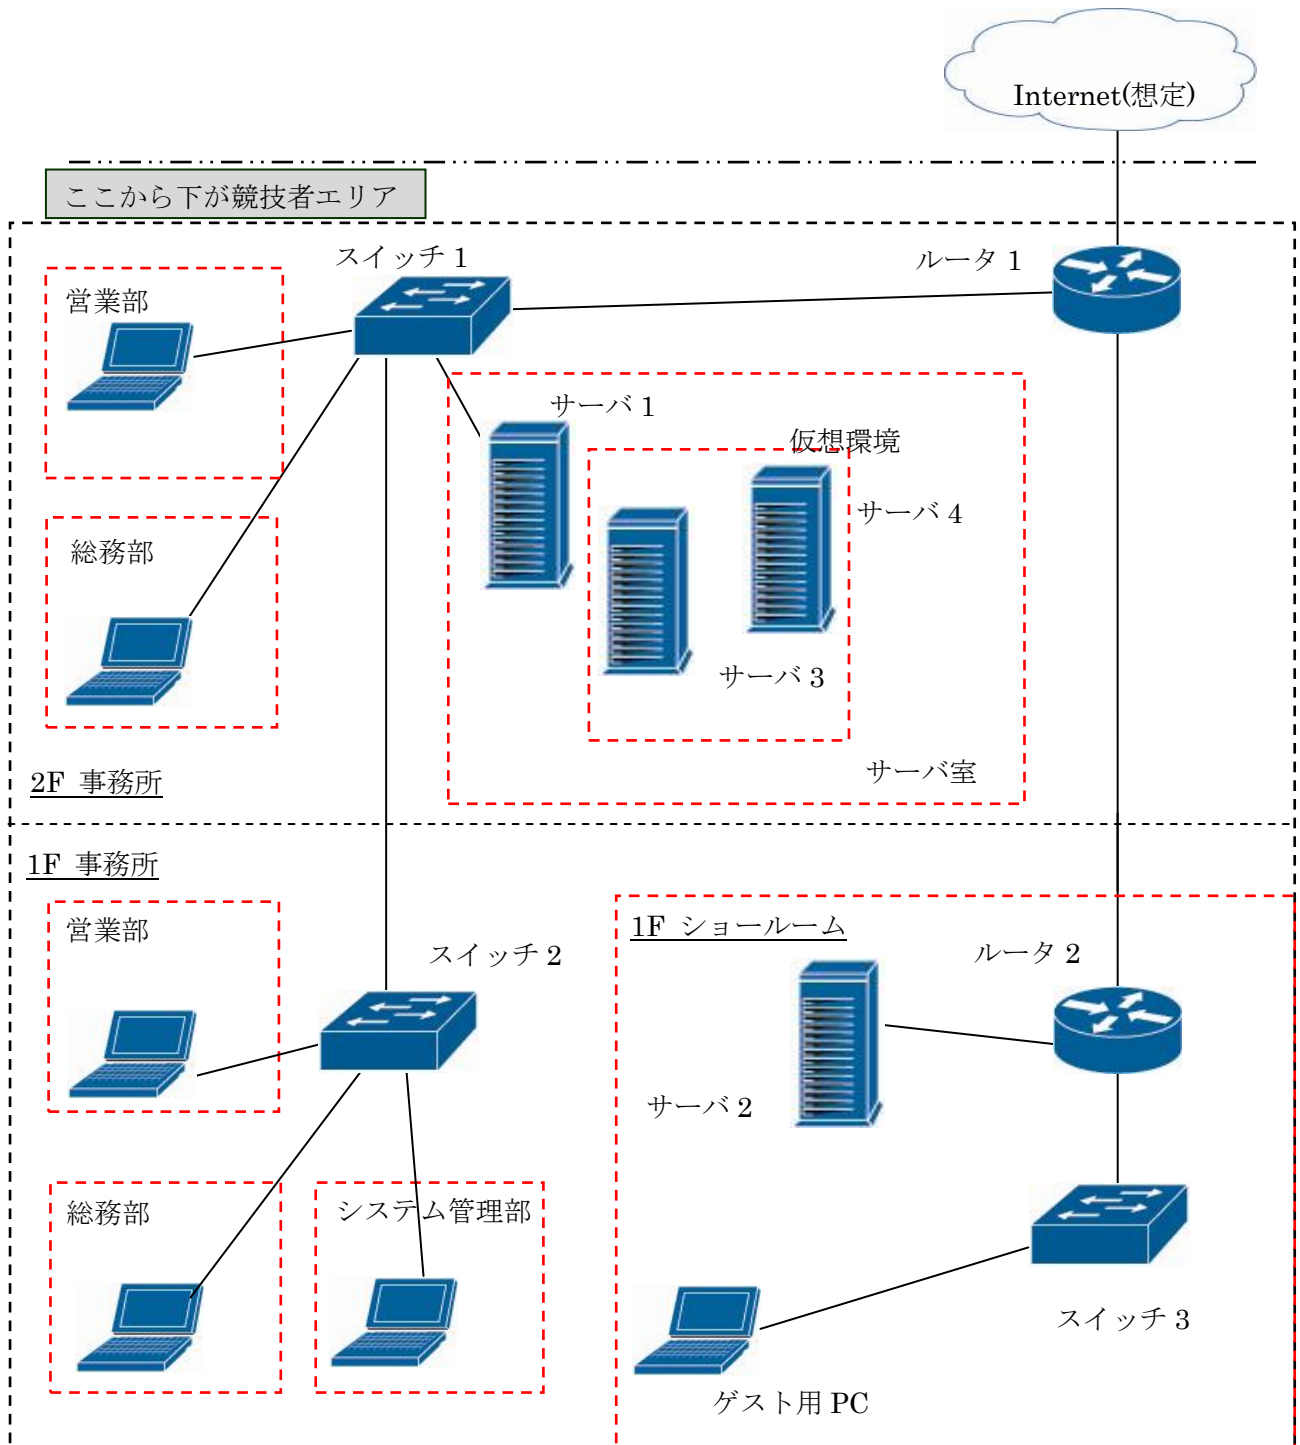 Internet(想定)
ここから下が競技者エリア
スイッチ 1
ルータ 1
営業部
サーバ 1
仮想環境
サーバ 4
総務部
サーバ 3
サーバ室
2F 事務所
1F 事務所
営業部
スイッチ 2
1F ショールーム
ルータ 2
サーバ 2
総務部
システム管理部
スイッチ 3
ゲスト用 PC